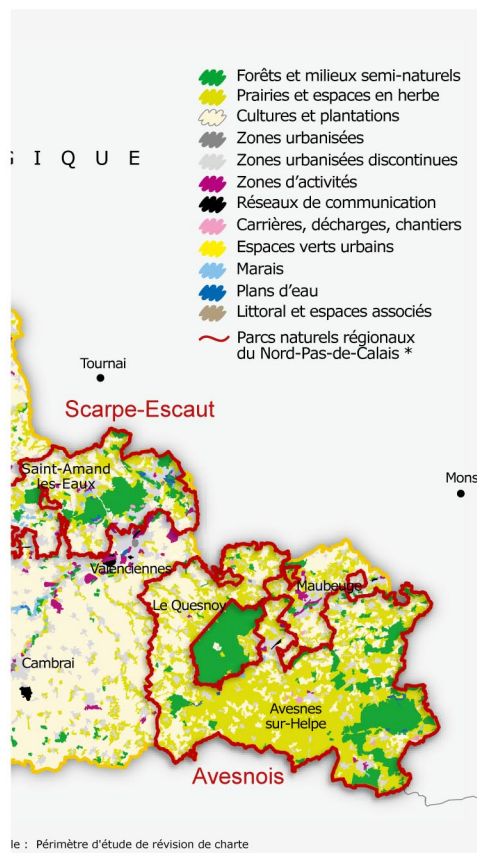 Forêts et milieux semi-naturels
Prairies et espaces en herbe
Cultures et plantations
Zones urbanisées
G I Q U E
Zones urbanisées discontinues
Zones d'activités
Réseaux de communication
Carrières, décharges, chantiers
Espaces verts urbains
Marais
Plans d'eau
Littoral et espaces associés
Parcs naturels régionaux
du Nord-Pas-de-Calais *
Tournai
Scarpe-Escaut
Saint-Amand
les-Eaux
Mons
Valenciennes
Maubeuge
Le Quesnoy
Cambrai
Avesnes
sur-Helpe
Avesnois
le : Périmètre d'étude de révision de charte